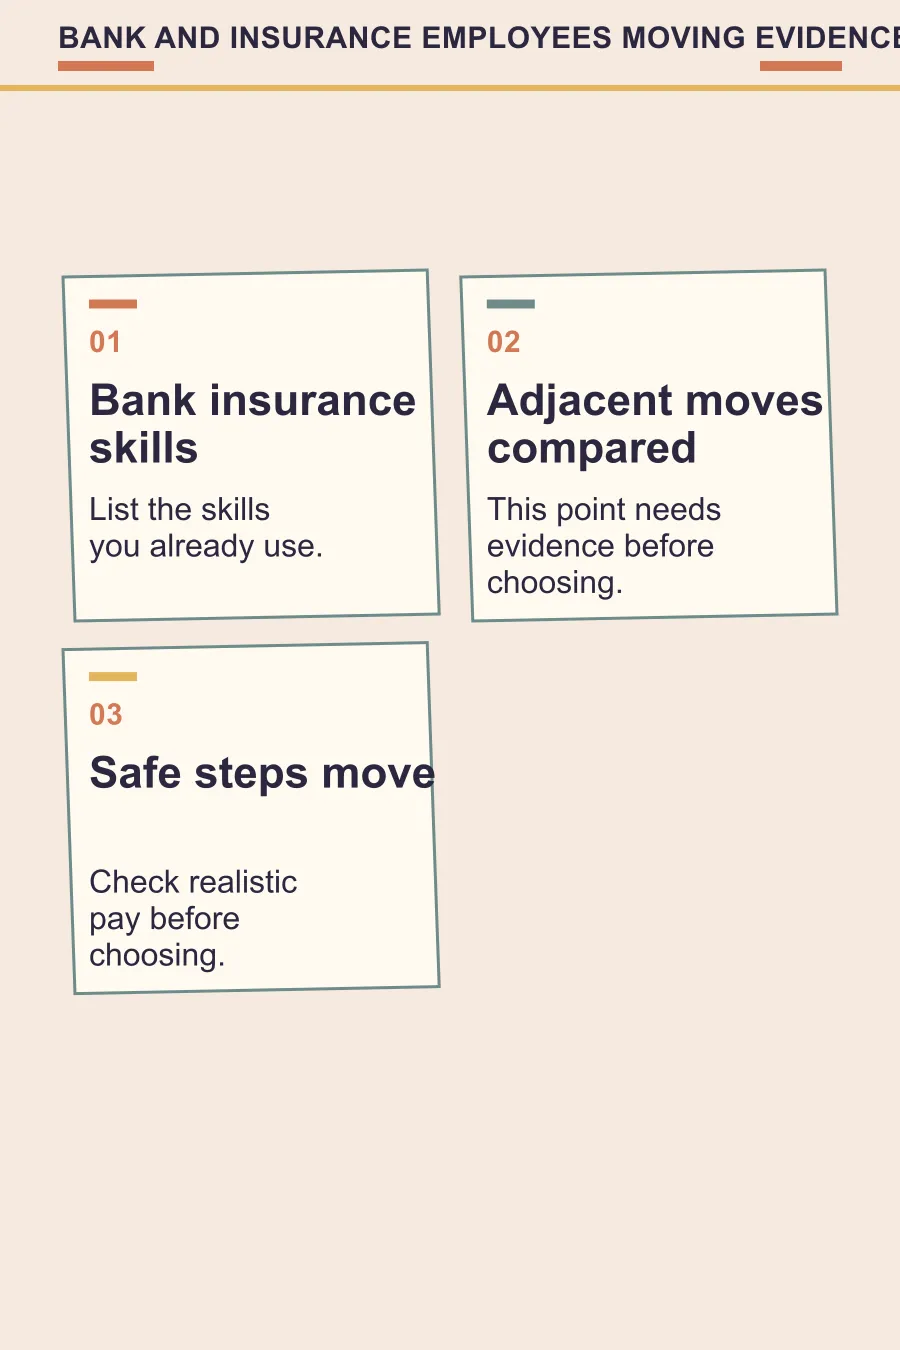 BANK AND INSURANCE EMPLOYEES MOVING EVIDENCE
01
Bank insurance
skills
List the skills
you already use.
02
Adjacent moves
compared
This point needs
evidence before
choosing.
03
Safe steps move
Check realistic
pay before
choosing.